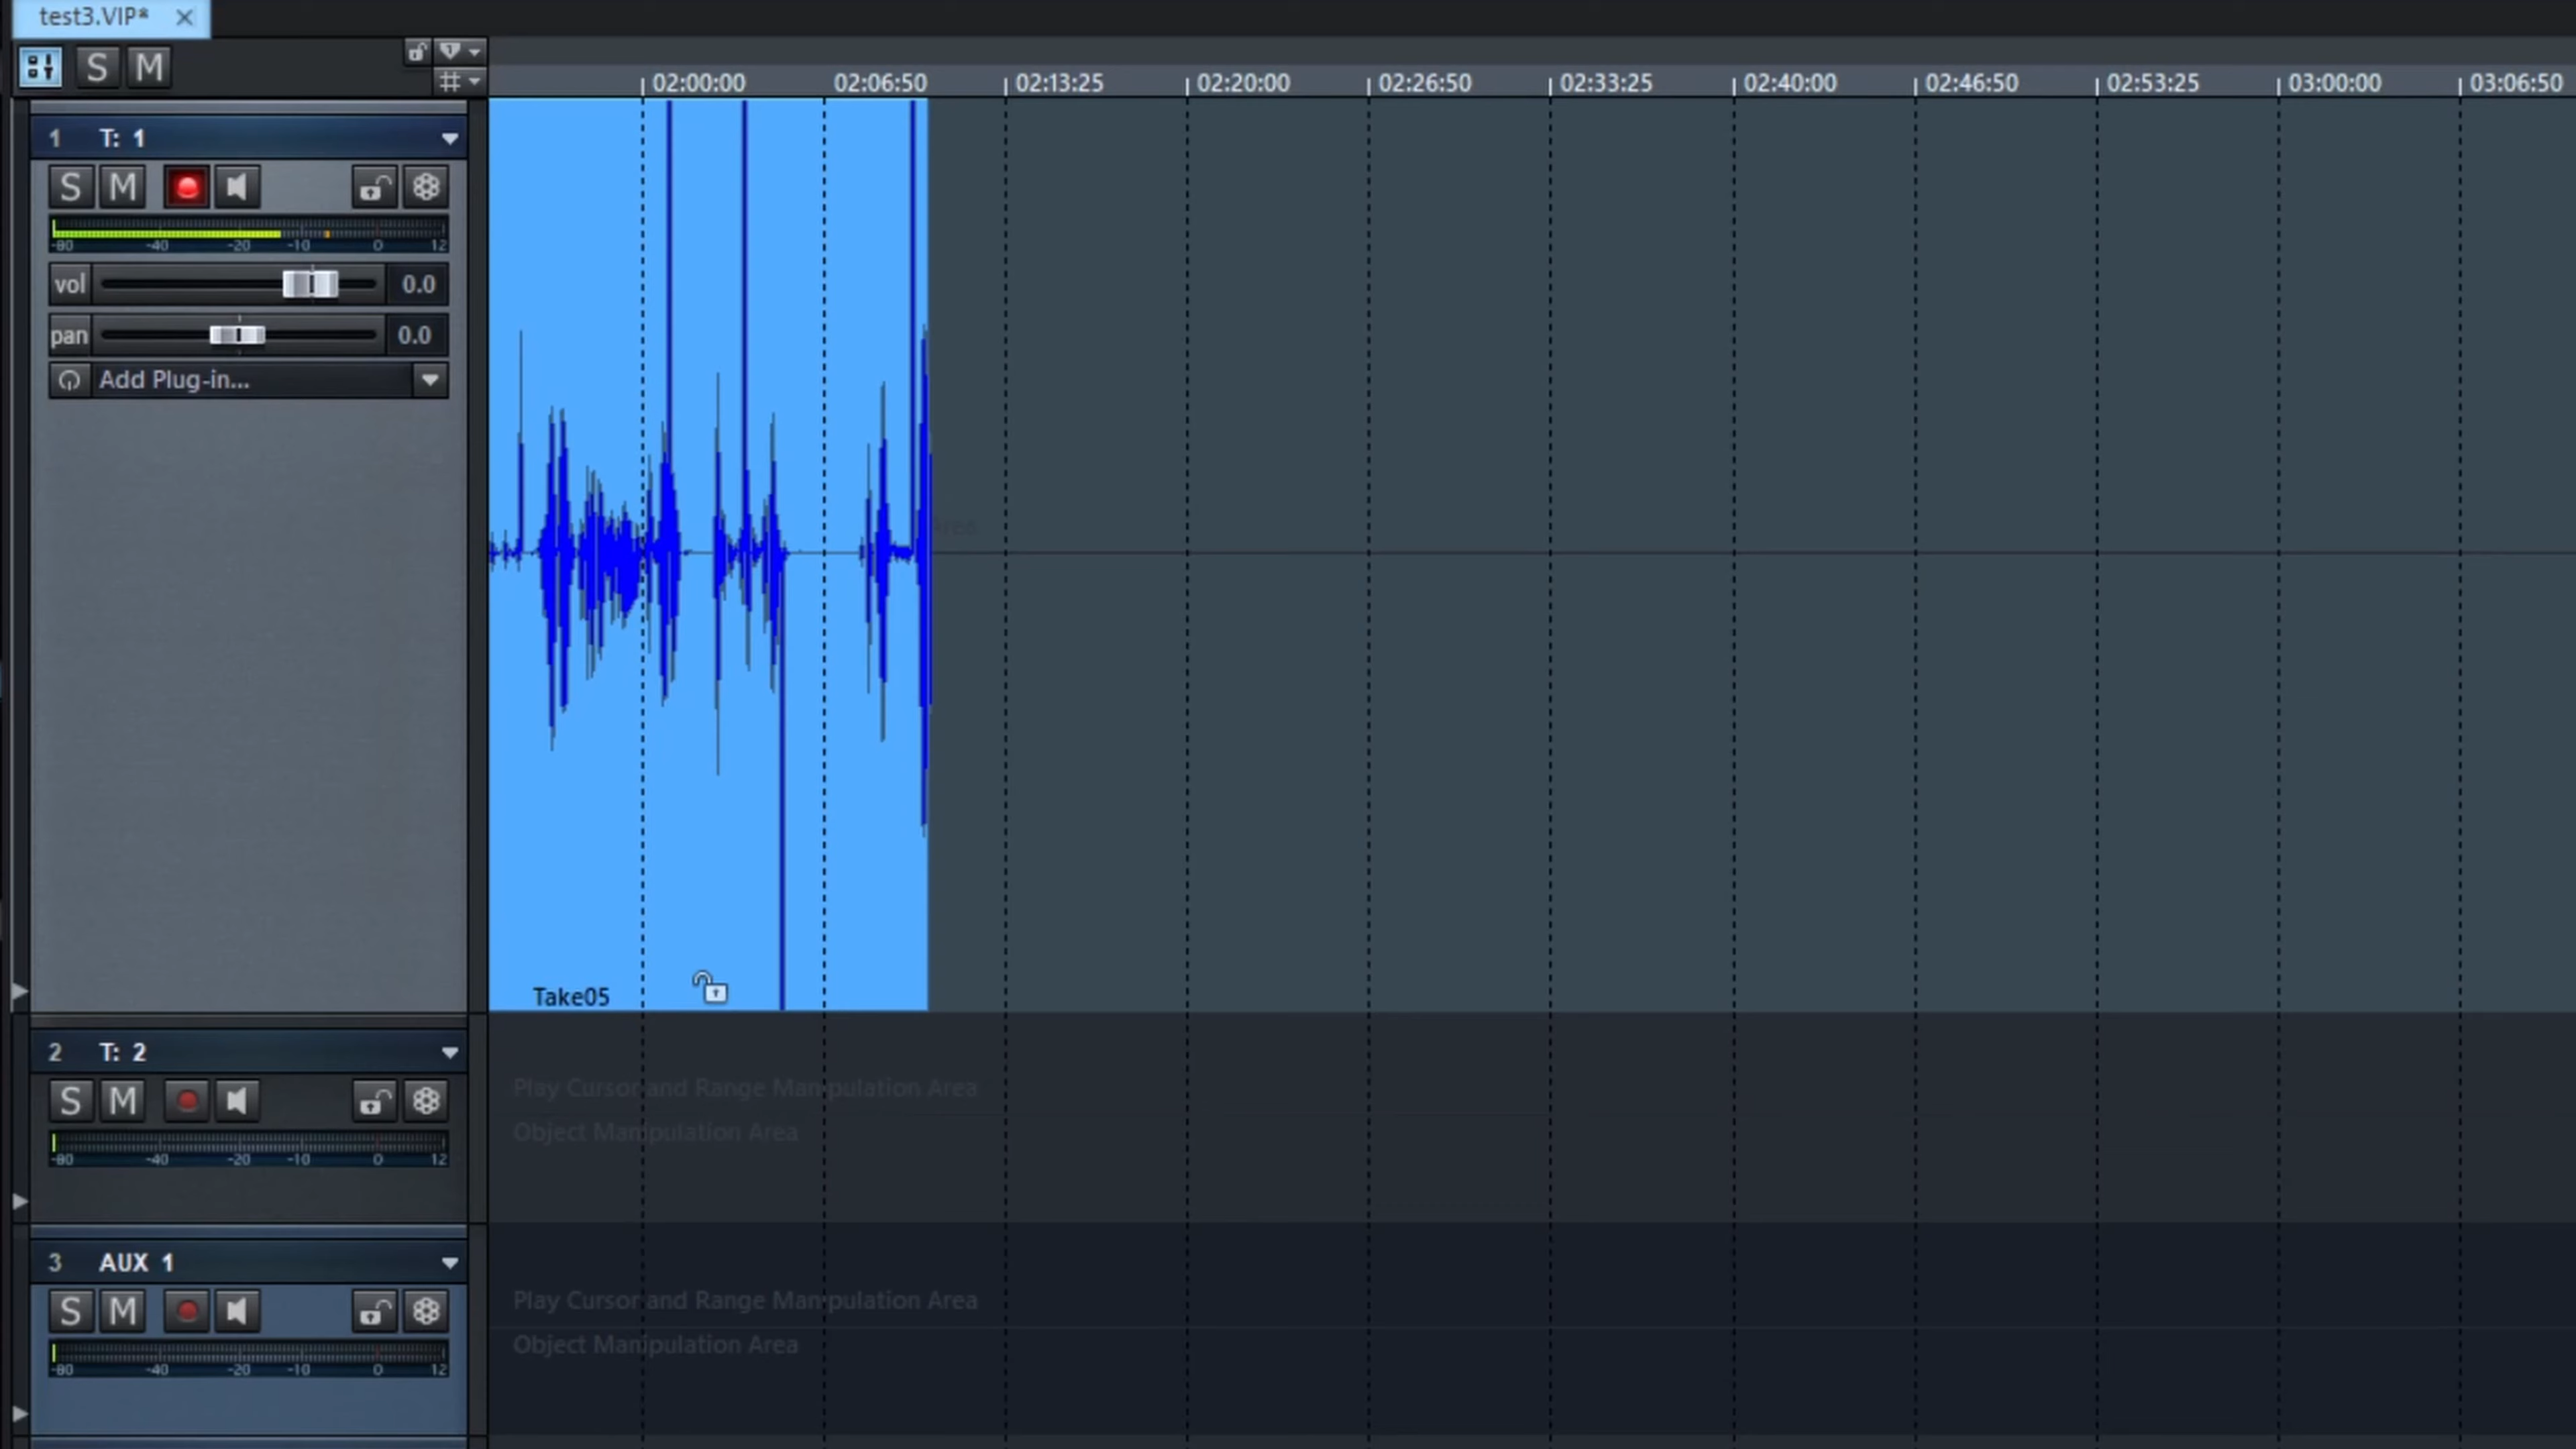 test3.VIP*
S M
02:00:00 02:06:50 02:13:25 02:20:00 02:26:50 02:33:25 02:40:00 02:46:50 02:53:25 03:00:00 03:06:50
1 T: 1
S M
-80 -40 -20 -10 0 12
vol 0.0
pan 0.0
Add Plug-in...
Area
Take05
2 T: 2
S M
-80 -40 -20 -10 0 12
Play Cursor and Range Manipulation Area
Object Manipulation Area
3 AUX 1
S M
-80 -40 -20 -10 0 12
Play Cursor and Range Manipulation Area
Object Manipulation Area